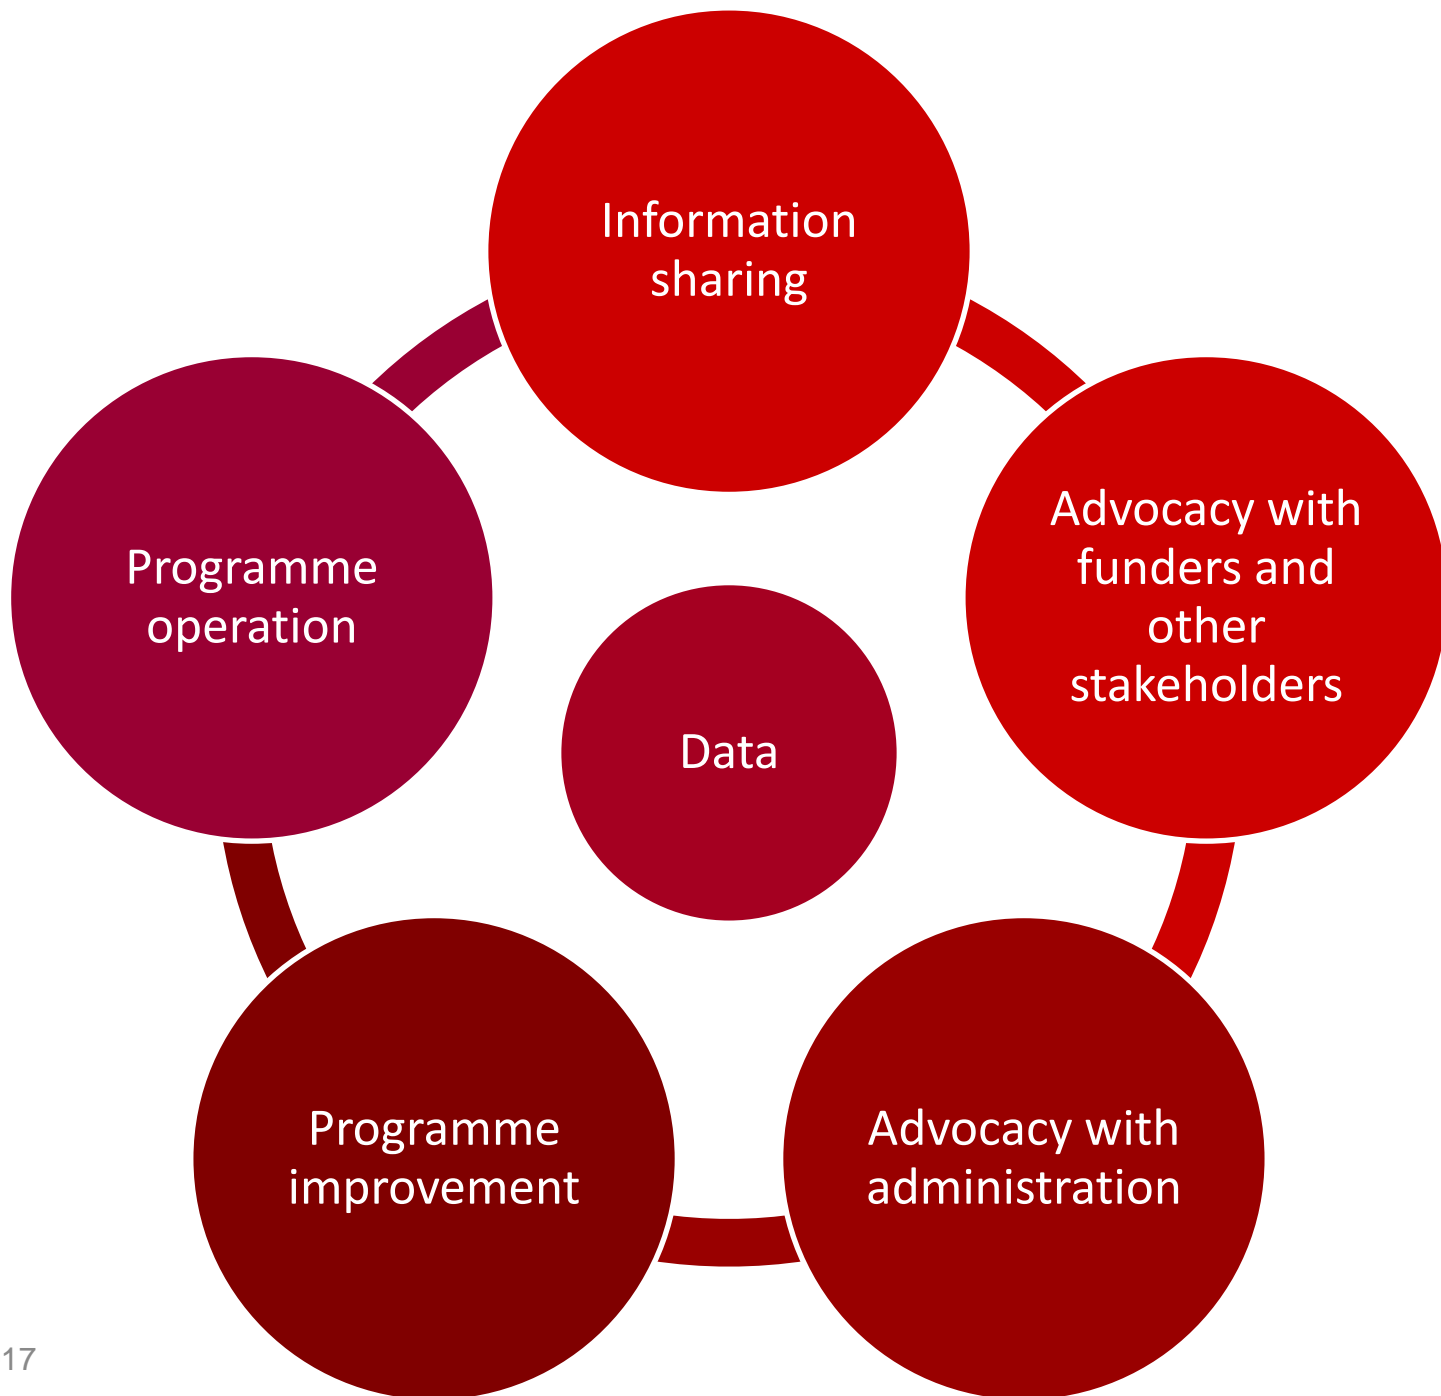 Information
sharing
Advocacy with
funders and
other
stakeholders
Programme
operation
Data
Programme
improvement
Advocacy with
administration
17